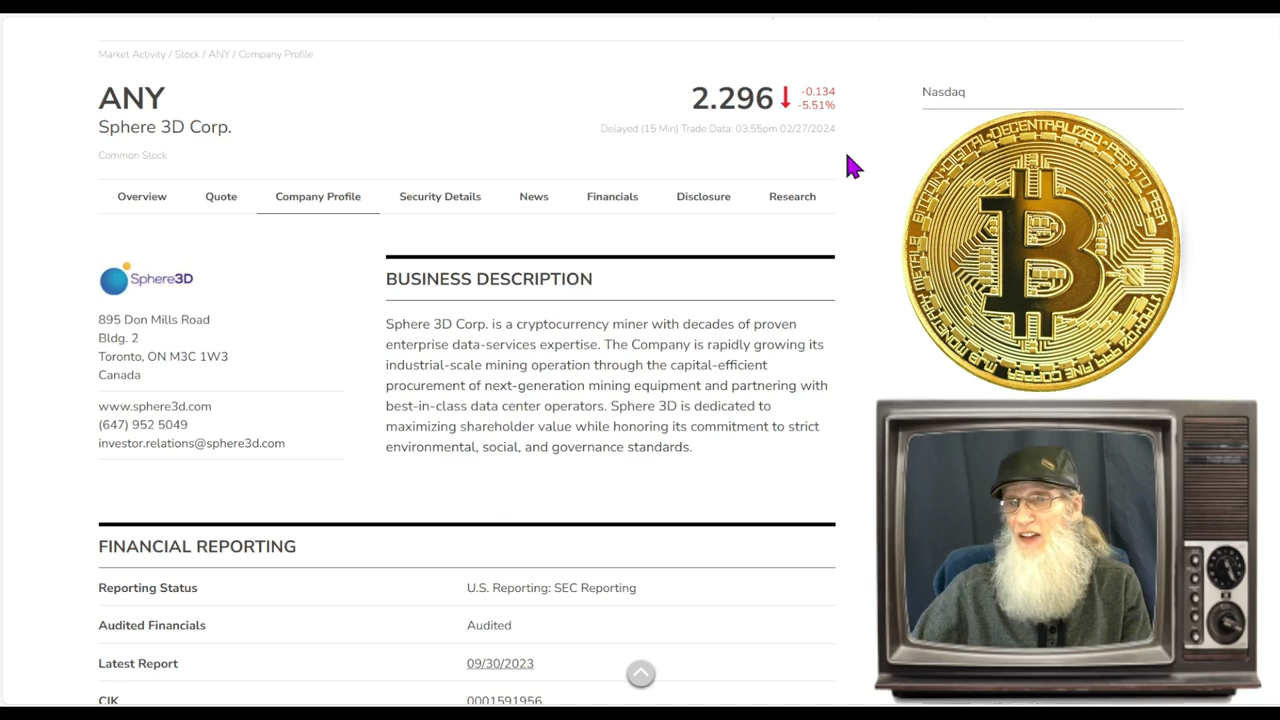 Market Activity / Stock / ANY / Company Profile
ANY
2.296
-0.134
-5.51%
Sphere 3D Corp.
Delayed (15 Min) Trade Data: 03:55pm 02/27/2024
Common Stock
Nasdaq
Overview
Quote
Company Profile
Security Details
News
Financials
Disclosure
Research
Sphere3D
895 Don Mills Road
Bldg. 2
Toronto, ON M3C 1W3
Canada
www.sphere3d.com
(647) 952 5049
investor.relations@sphere3d.com
BUSINESS DESCRIPTION
Sphere 3D Corp. is a cryptocurrency miner with decades of proven
enterprise data-services expertise. The Company is rapidly growing its
industrial-scale mining operation through the capital-efficient
procurement of next-generation mining equipment and partnering with
best-in-class data center operators. Sphere 3D is dedicated to
maximizing shareholder value while honoring its commitment to strict
environmental, social, and governance standards.
FINANCIAL REPORTING
Reporting Status
U.S. Reporting: SEC Reporting
Audited Financials
Audited
Latest Report
09/30/2023
CIK
0001591956
BITCOIN DIGITAL DECENTRALIZED PEER TO PEER